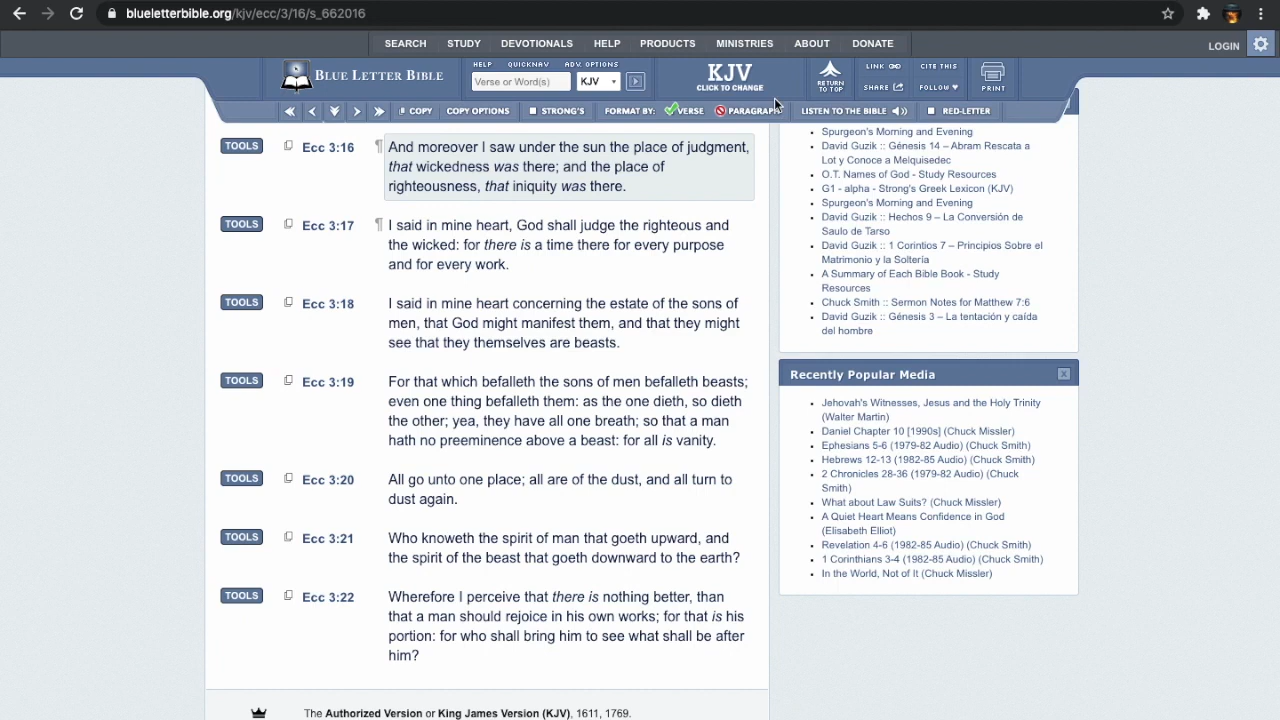 blueletterbible.org/kjv/ecc/3/16/s_662016
SEARCH STUDY DEVOTIONALS HELP PRODUCTS MINISTRIES ABOUT DONATE
LOGIN
BLUE LETTER BIBLE
HELP QUICKNAV ADV. OPTIONS
Verse or Word(s) KJV
KJV
CLICK TO CHANGE
RETURN
TO TOP
LINK CITE THIS
SHARE FOLLOW
PRINT
COPY COPY OPTIONS STRONG'S FORMAT BY: VERSE PARAGRAPH LISTEN TO THE BIBLE RED-LETTER
TOOLS Ecc 3:16 ¶ And moreover I saw under the sun the place of judgment,
that wickedness was there; and the place of
righteousness, that iniquity was there.
TOOLS Ecc 3:17 ¶ I said in mine heart, God shall judge the righteous and
the wicked: for there is a time there for every purpose
and for every work.
TOOLS Ecc 3:18 I said in mine heart concerning the estate of the sons of
men, that God might manifest them, and that they might
see that they themselves are beasts.
TOOLS Ecc 3:19 For that which befalleth the sons of men befalleth beasts;
even one thing befalleth them: as the one dieth, so dieth
the other; yea, they have all one breath; so that a man
hath no preeminence above a beast: for all is vanity.
TOOLS Ecc 3:20 All go unto one place; all are of the dust, and all turn to
dust again.
TOOLS Ecc 3:21 Who knoweth the spirit of man that goeth upward, and
the spirit of the beast that goeth downward to the earth?
TOOLS Ecc 3:22 Wherefore I perceive that there is nothing better, than
that a man should rejoice in his own works; for that is his
portion: for who shall bring him to see what shall be after
him?
The Authorized Version or King James Version (KJV), 1611, 1769.
Spurgeon's Morning and Evening
David Guzik :: Génesis 14 – Abram Rescata a
Lot y Conoce a Melquisedec
O.T. Names of God - Study Resources
G1 - alpha - Strong's Greek Lexicon (KJV)
Spurgeon's Morning and Evening
David Guzik :: Hechos 9 – La Conversión de
Saulo de Tarso
David Guzik :: 1 Corintios 7 – Principios Sobre el
Matrimonio y la Soltería
A Summary of Each Bible Book - Study
Resources
Chuck Smith :: Sermon Notes for Matthew 7:6
David Guzik :: Génesis 3 – La tentación y caída
del hombre
Recently Popular Media x
Jehovah's Witnesses, Jesus and the Holy Trinity
(Walter Martin)
Daniel Chapter 10 [1990s] (Chuck Missler)
Ephesians 5-6 (1979-82 Audio) (Chuck Smith)
Hebrews 12-13 (1982-85 Audio) (Chuck Smith)
2 Chronicles 28-36 (1979-82 Audio) (Chuck
Smith)
What about Law Suits? (Chuck Missler)
A Quiet Heart Means Confidence in God
(Elisabeth Elliot)
Revelation 4-6 (1982-85 Audio) (Chuck Smith)
1 Corinthians 3-4 (1982-85 Audio) (Chuck Smith)
In the World, Not of It (Chuck Missler)